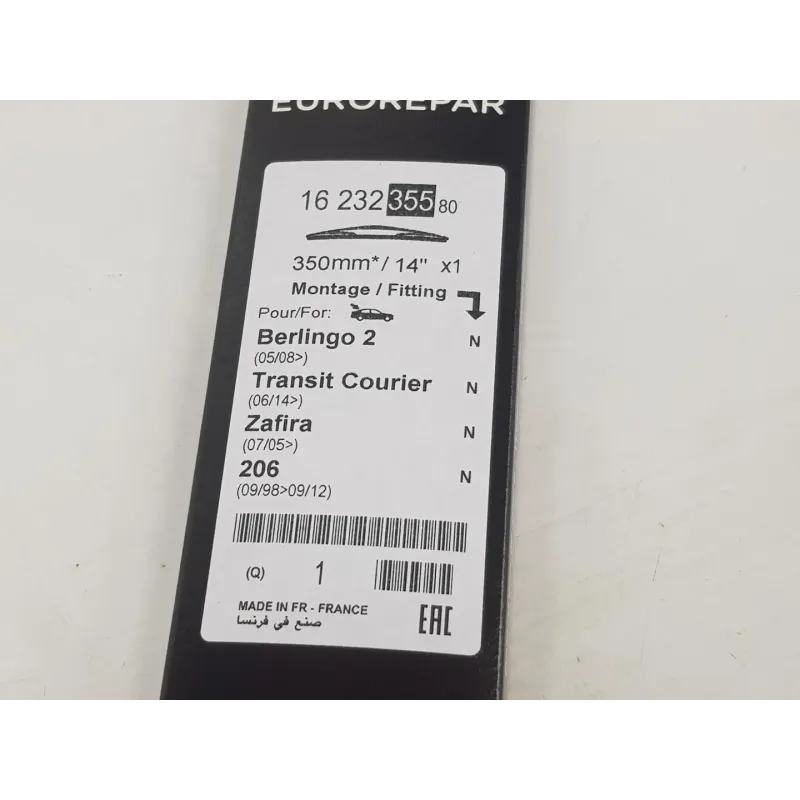 EUROREPAR
16 232 355 80
350mm*/ 14" x1
Montage / Fitting
Pour/For:
Berlingo 2 N
(05/08>)
Transit Courier N
(06/14>)
Zafira N
(07/05>)
206 N
(09/98>09/12)
(Q) 1
MADE IN FR - FRANCE
صنع في فرنسا
EAC